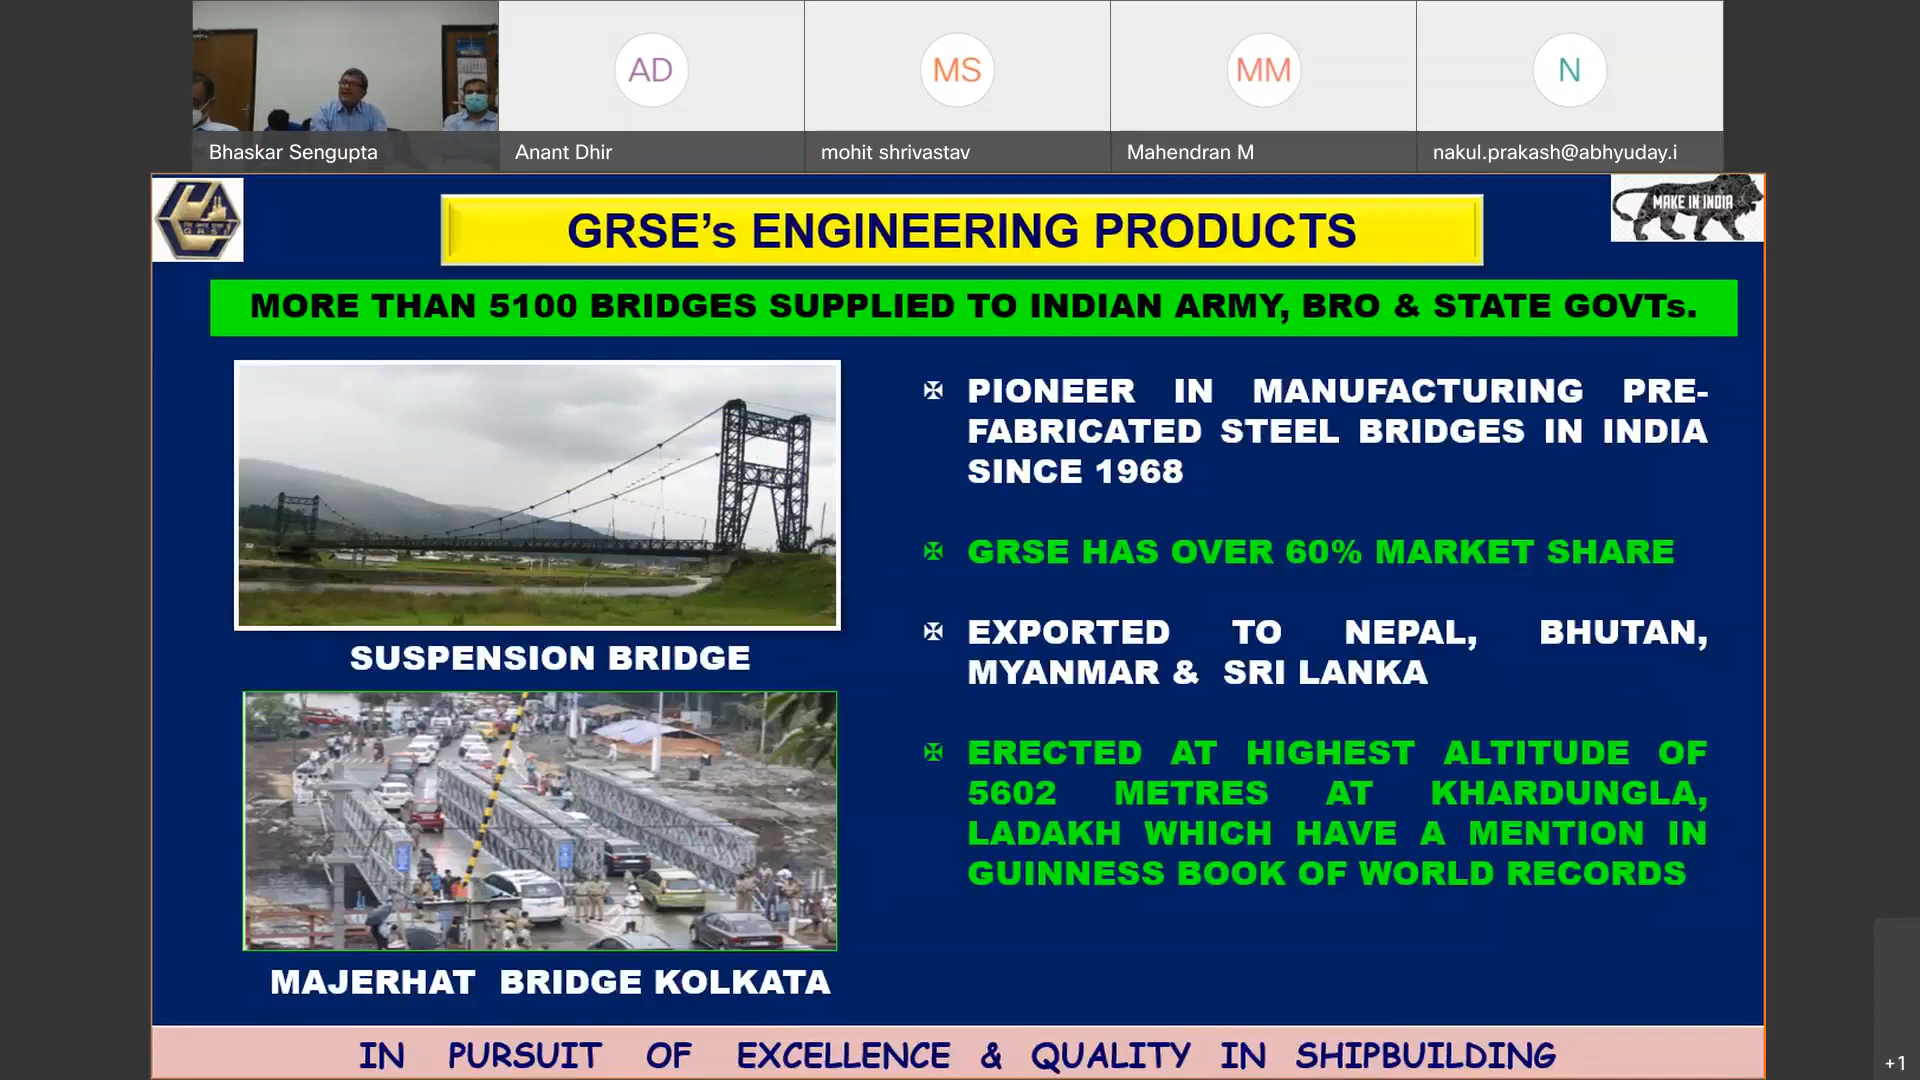 AD
MS
MM
N
Bhaskar Sengupta
Anant Dhir
mohit shrivastav
Mahendran M
nakul.prakash@abhyuday.i
GRSE’s ENGINEERING PRODUCTS
MAKE IN INDIA
MORE THAN 5100 BRIDGES SUPPLIED TO INDIAN ARMY, BRO & STATE GOVTs.
PIONEER IN MANUFACTURING PRE-
FABRICATED STEEL BRIDGES IN INDIA
SINCE 1968
GRSE HAS OVER 60% MARKET SHARE
EXPORTED TO NEPAL, BHUTAN,
MYANMAR & SRI LANKA
ERECTED AT HIGHEST ALTITUDE OF
5602 METRES AT KHARDUNGLA,
LADAKH WHICH HAVE A MENTION IN
GUINNESS BOOK OF WORLD RECORDS
SUSPENSION BRIDGE
MAJERHAT BRIDGE KOLKATA
IN PURSUIT OF EXCELLENCE & QUALITY IN SHIPBUILDING
+1